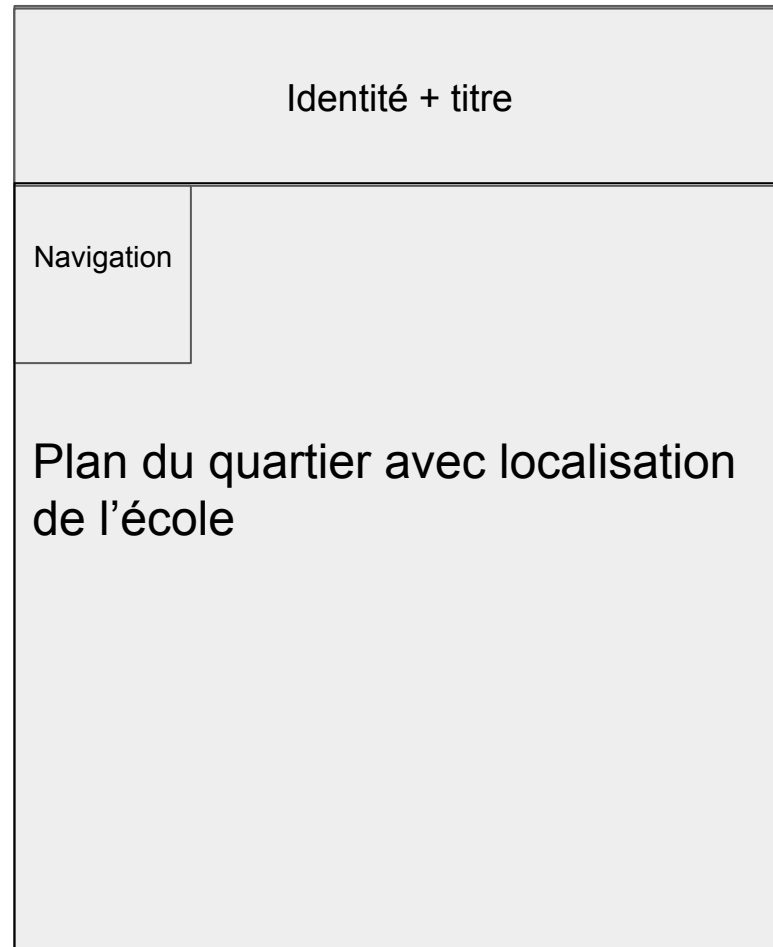 Identité + titre
Navigation
Plan du quartier avec localisation
de l’école